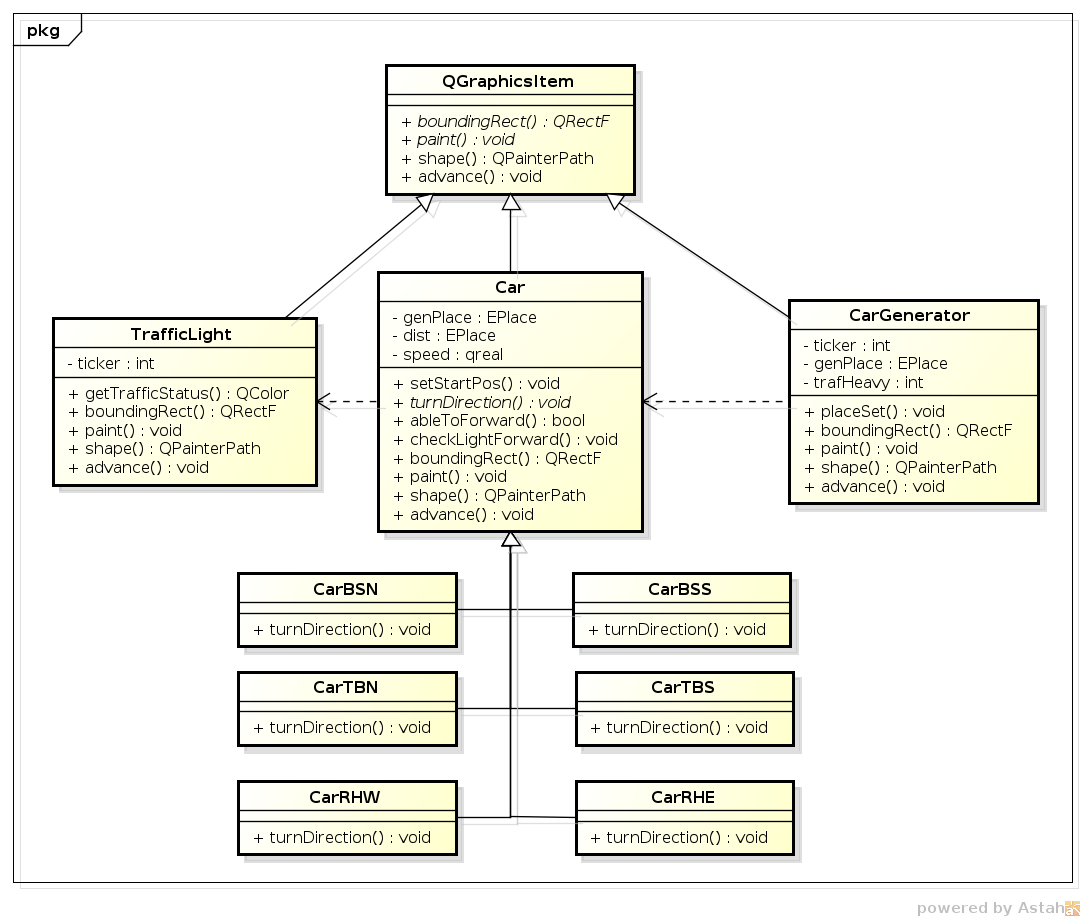 pkg
QGraphicsItem
+ boundingRect() : QRectF
+ paint() : void
+ shape() : QPainterPath
+ advance() : void
TrafficLight
- ticker : int
+ getTrafficStatus() : QColor
+ boundingRect() : QRectF
+ paint() : void
+ shape() : QPainterPath
+ advance() : void
Car
- genPlace : EPlace
- dist : EPlace
- speed : qreal
+ setStartPos() : void
+ turnDirection() : void
+ ableToForward() : bool
+ checkLightForward() : void
+ boundingRect() : QRectF
+ paint() : void
+ shape() : QPainterPath
+ advance() : void
CarGenerator
- ticker : int
- genPlace : EPlace
- trafHeavy : int
+ placeSet() : void
+ boundingRect() : QRectF
+ paint() : void
+ shape() : QPainterPath
+ advance() : void
CarBSN
+ turnDirection() : void
CarBSS
+ turnDirection() : void
CarTBN
+ turnDirection() : void
CarTBS
+ turnDirection() : void
CarRHW
+ turnDirection() : void
CarRHE
+ turnDirection() : void
powered by Astah